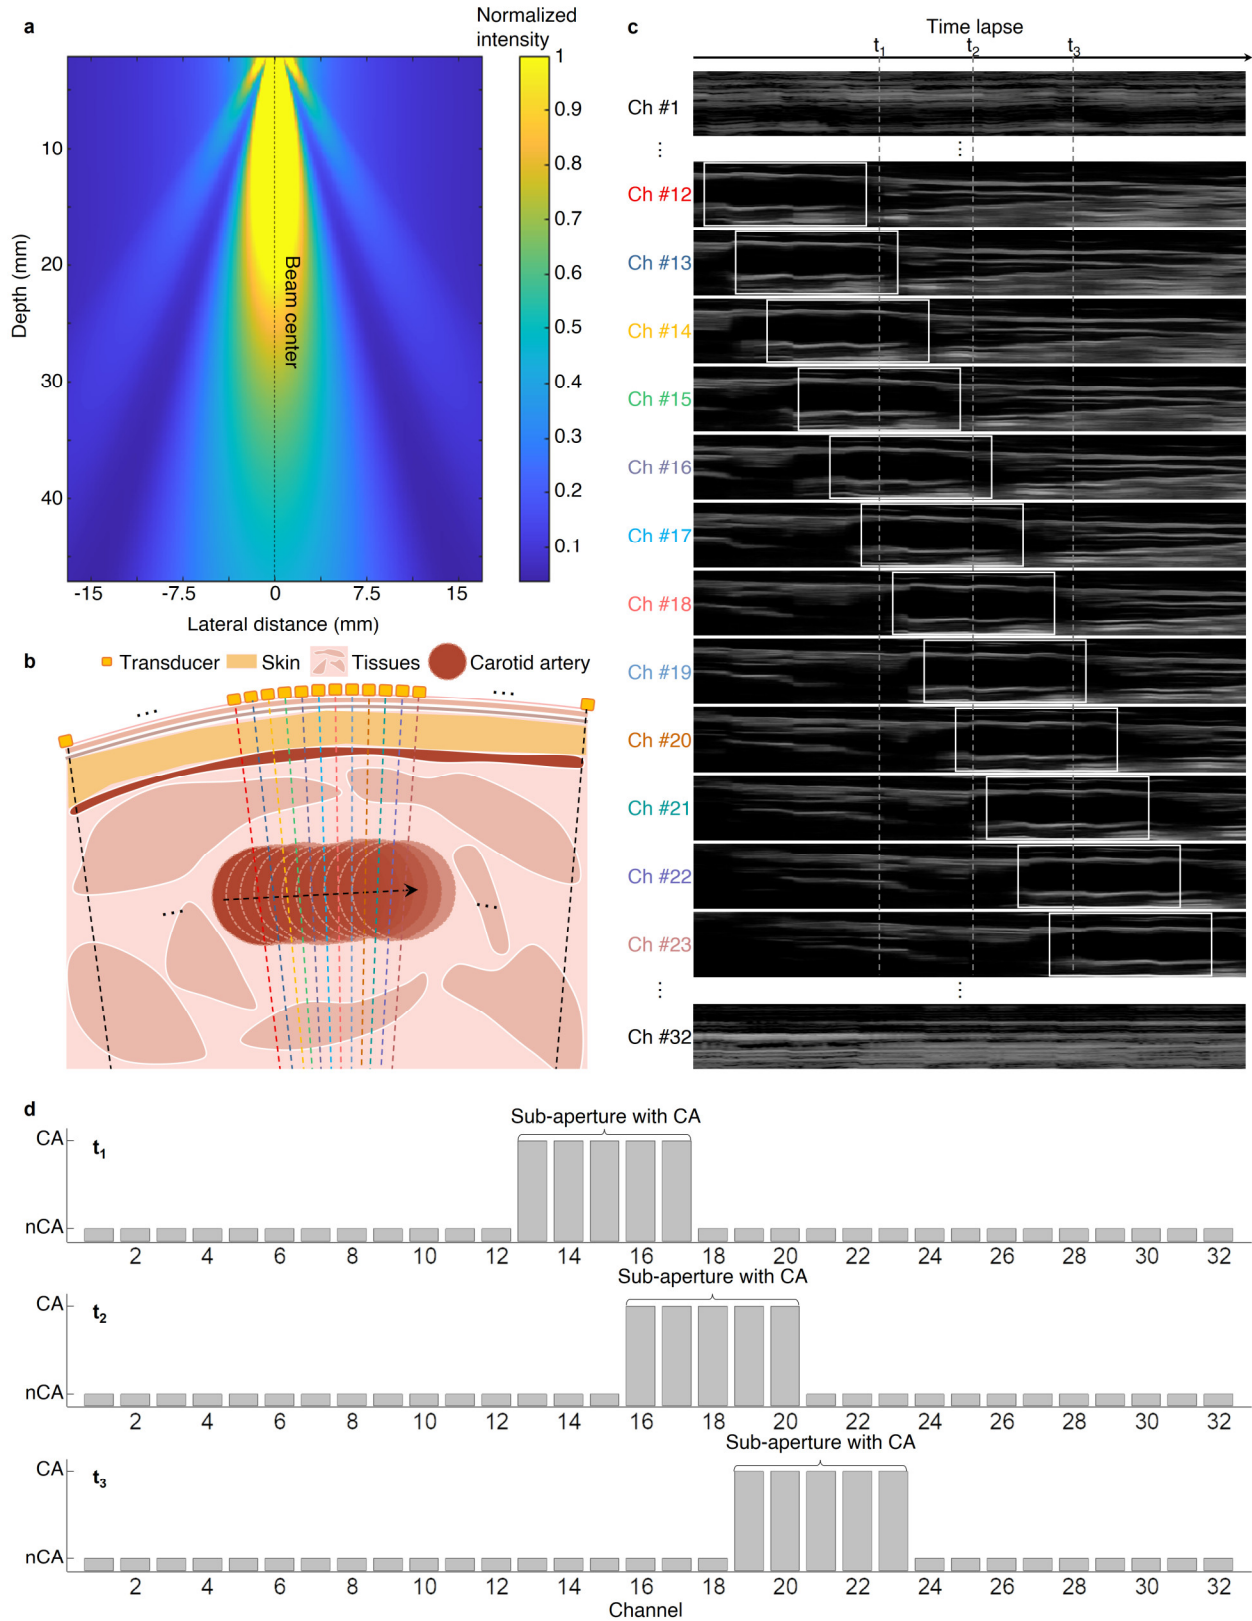 a
Normalized
intensity
1
0.9
0.8
0.7
0.6
0.5
0.4
0.3
0.2
0.1
10
20
30
40
Depth (mm)
Beam center
-15 -7.5 0 7.5 15
Lateral distance (mm)
b
Transducer Skin Tissues Carotid artery
...
...
...
...
c
Time lapse
t1 t2 t3
Ch #1
⋮ ⋮
Ch #12
Ch #13
Ch #14
Ch #15
Ch #16
Ch #17
Ch #18
Ch #19
Ch #20
Ch #21
Ch #22
Ch #23
⋮ ⋮
Ch #32
d
Sub-aperture with CA
CA
t1
nCA
2 4 6 8 10 12 14 16 18 20 22 24 26 28 30 32
Sub-aperture with CA
CA
t2
nCA
2 4 6 8 10 12 14 16 18 20 22 24 26 28 30 32
Sub-aperture with CA
CA
t3
nCA
2 4 6 8 10 12 14 16 18 20 22 24 26 28 30 32
Channel